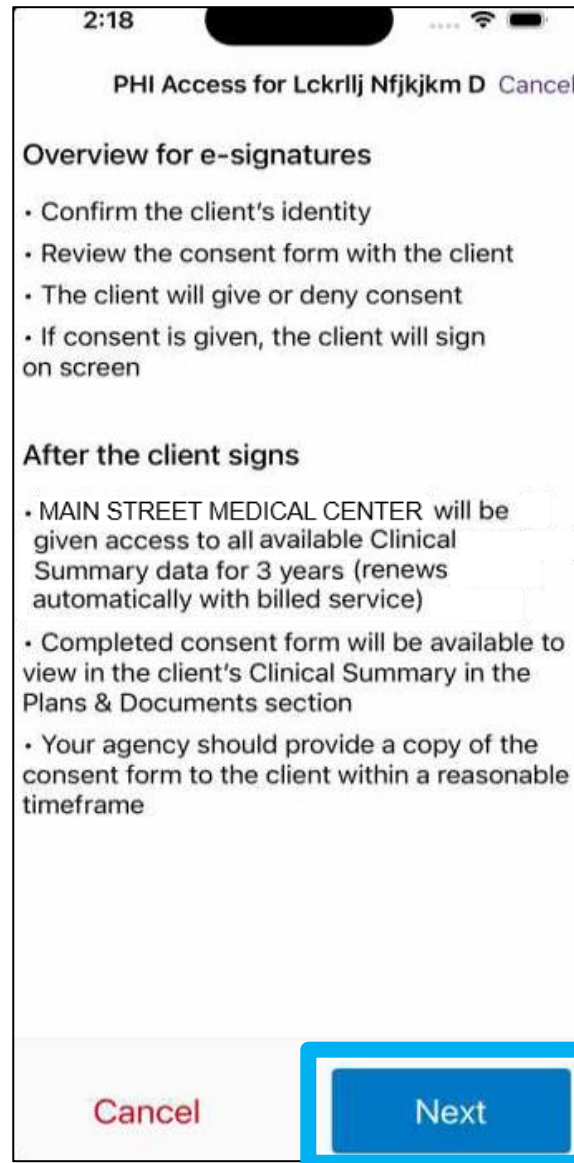 2:18
PHI Access for Lckrllj Nfjkjkm D Cancel
Overview for e-signatures
• Confirm the client's identity
• Review the consent form with the client
• The client will give or deny consent
• If consent is given, the client will sign
on screen
After the client signs
• MAIN STREET MEDICAL CENTER will be
given access to all available Clinical
Summary data for 3 years (renews
automatically with billed service)
• Completed consent form will be available to
view in the client's Clinical Summary in the
Plans & Documents section
• Your agency should provide a copy of the
consent form to the client within a reasonable
timeframe
Cancel Next